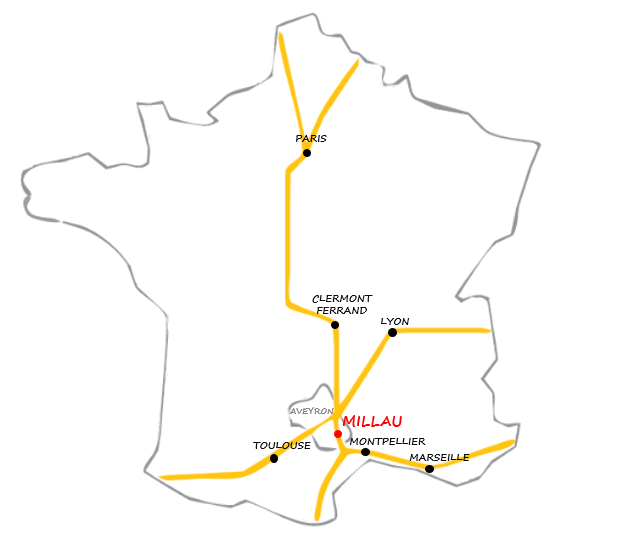 PARIS
CLERMONT
FERRAND
LYON
AVEYRON
MILLAU
MONTPELLIER
TOULOUSE
MARSEILLE